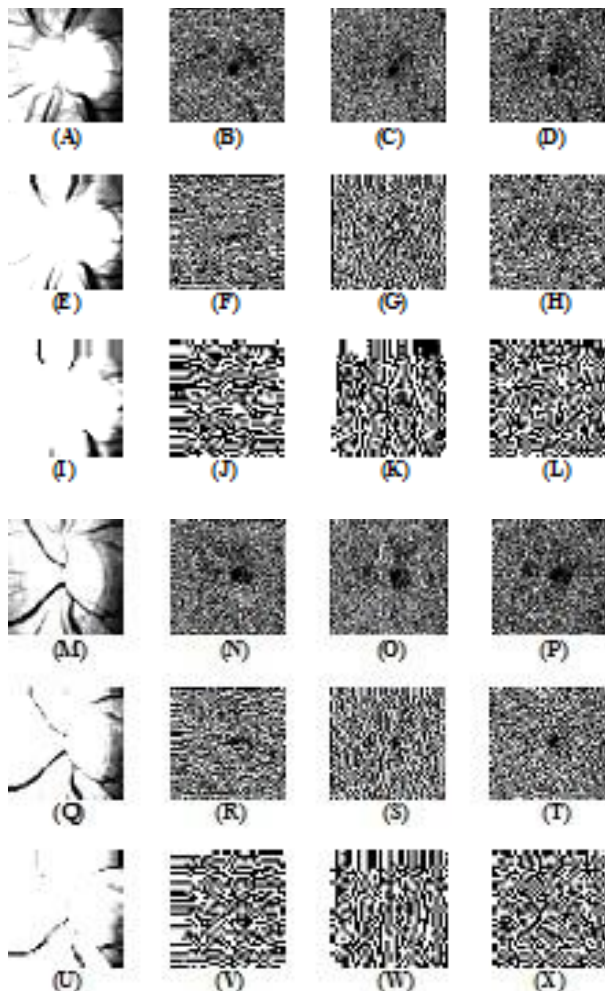 (A) (B) (C) (D)
(E) (F) (G) (H)
(I) (J) (K) (L)
(M) (N) (O) (P)
(Q) (R) (S) (T)
(U) (V) (W) (X)